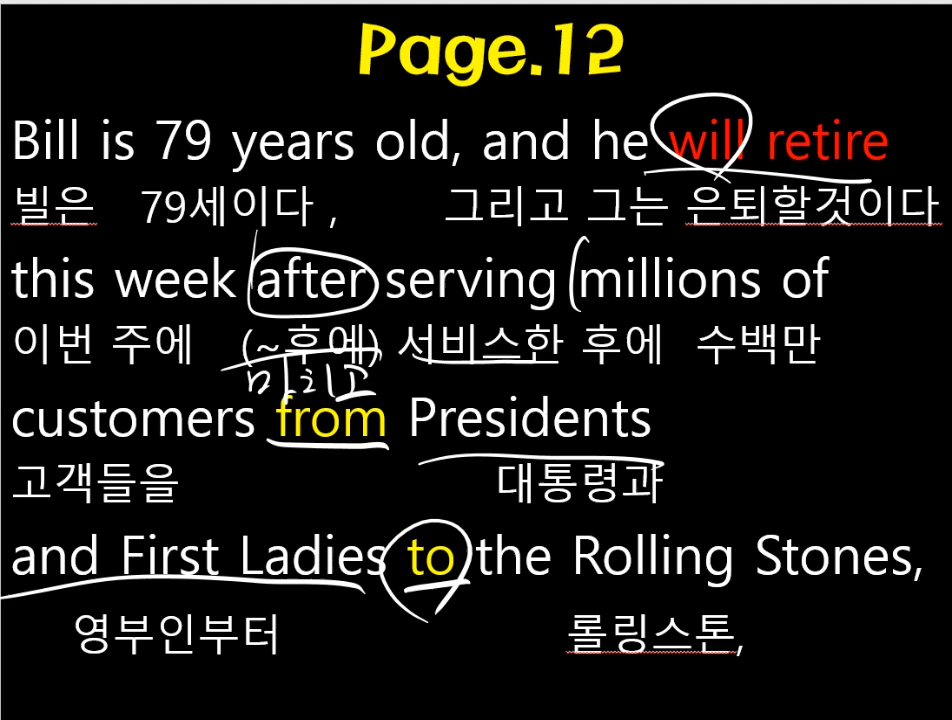 Page.12
Bill is 79 years old, and he will retire
빌은 79세이다 , 그리고 그는 은퇴할것이다
this week after serving millions of
이번 주에 (~후에) 서비스한 후에 수백만
마치고
customers from Presidents
고객들을 대통령과
and First Ladies to the Rolling Stones,
영부인부터 롤링스톤,